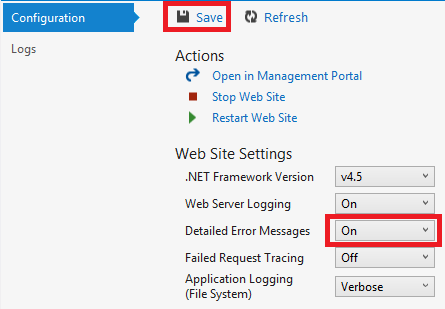 Configuration
Save Refresh
Logs
Actions
Open in Management Portal
Stop Web Site
Restart Web Site
Web Site Settings
.NET Framework Version v4.5
Web Server Logging On
Detailed Error Messages On
Failed Request Tracing Off
Application Logging
(File System) Verbose